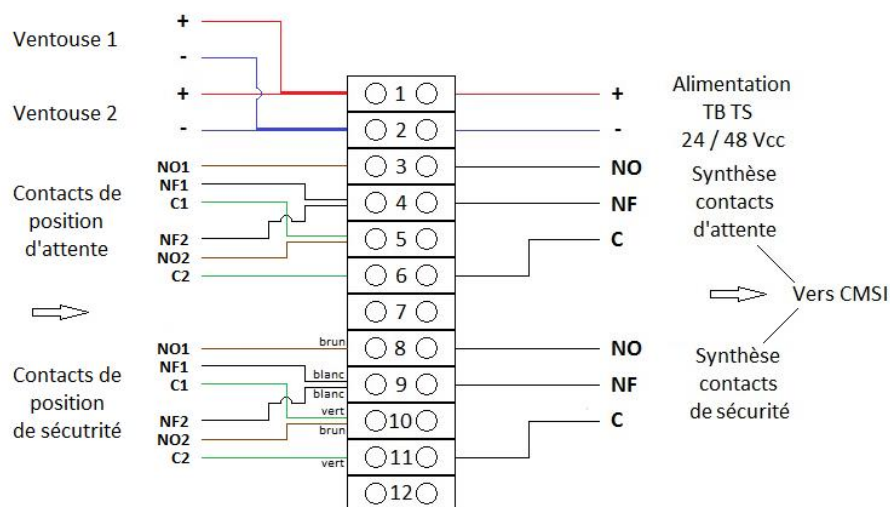 Ventouse 1
+
-
Ventouse 2
+
-
Contacts de
position
d'attente
NO1
NF1
C1
NF2
NO2
C2
Contacts de
position
de sécutrité
NO1
NF1
C1
NF2
NO2
C2
brun
blanc
blanc
vert
brun
vert
1
2
3
4
5
6
7
8
9
10
11
12
+
-
NO
NF
C
NO
NF
C
Alimentation
TB TS
24 / 48 Vcc
Synthèse
contacts
d'attente
Vers CMSI
Synthèse
contacts
de sécurité